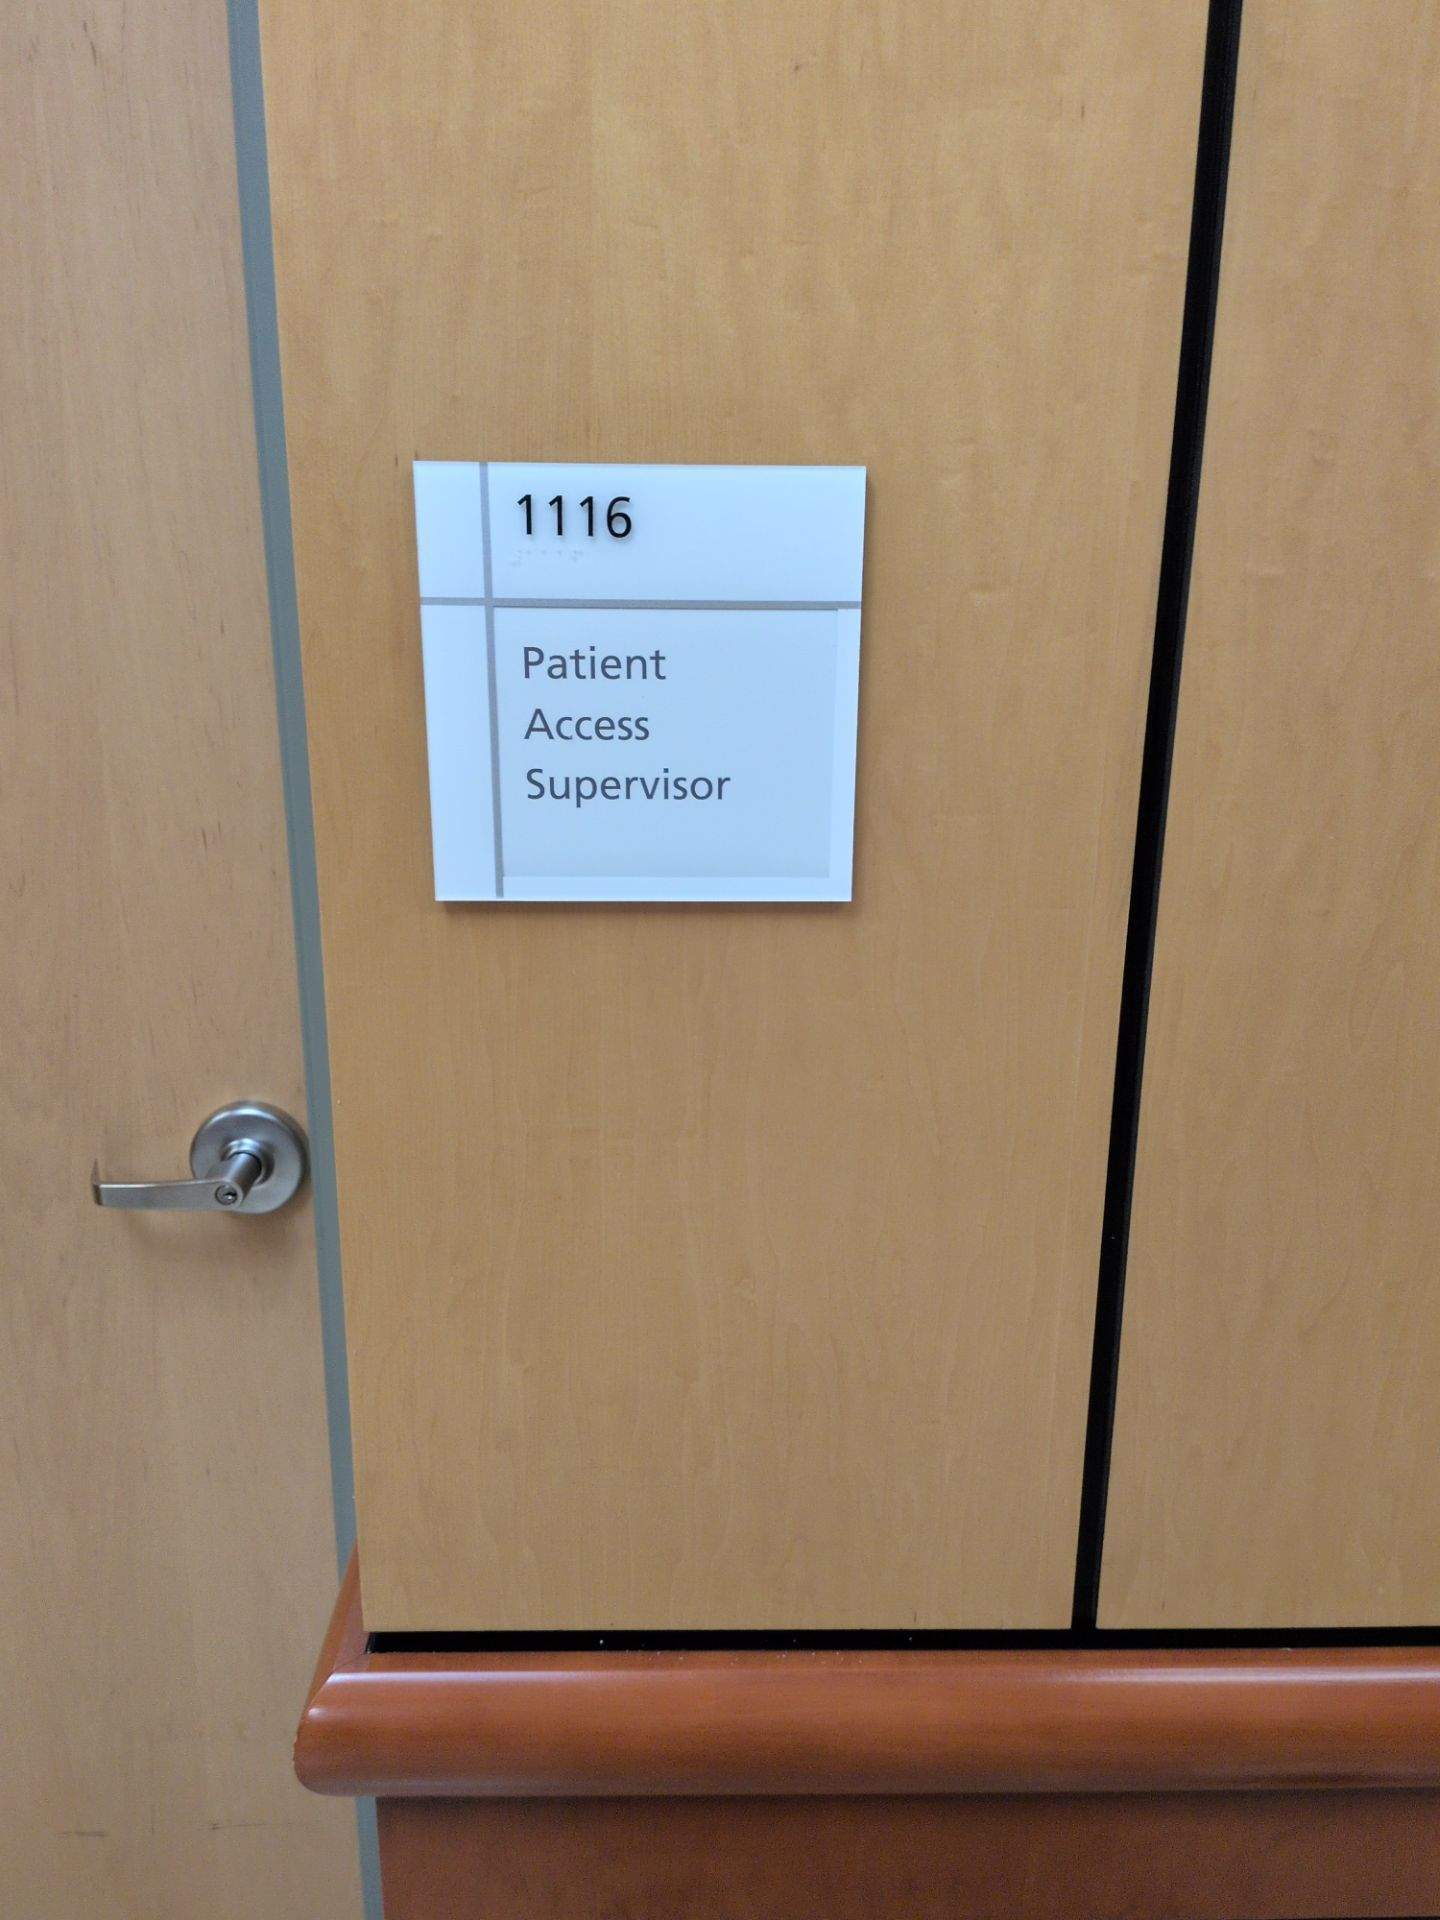 1116
Patient
Access
Supervisor